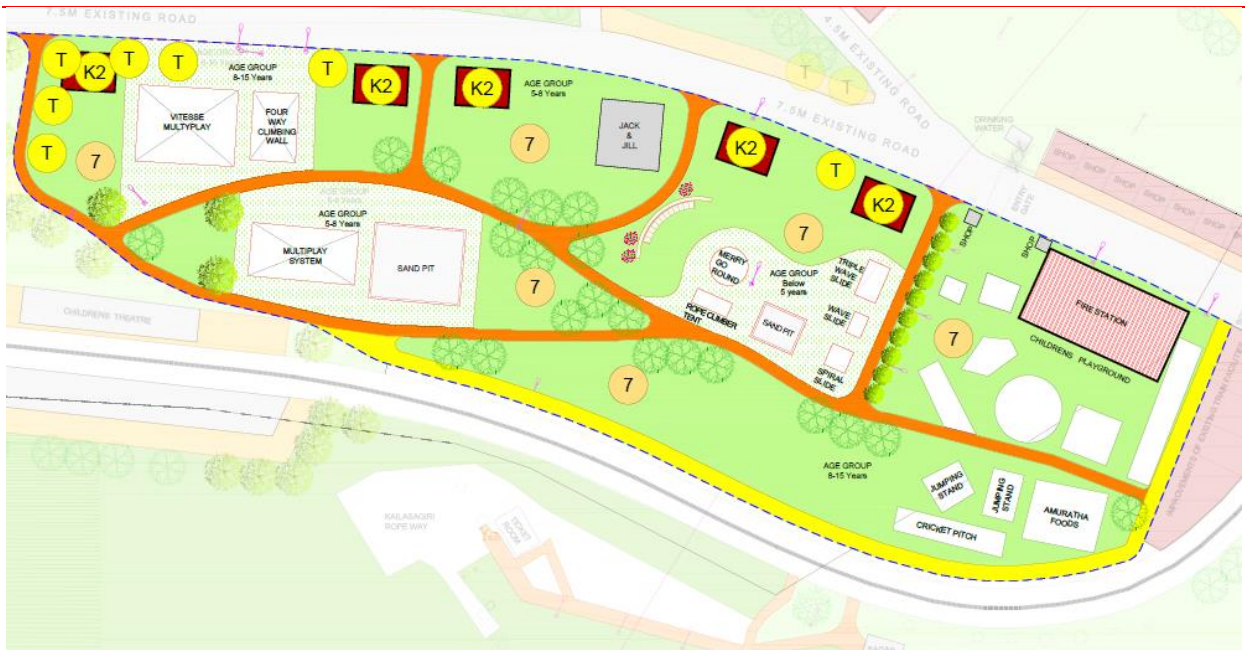 7.5M EXISTING ROAD
4.5M EXISTING ROAD
7.5M EXISTING ROAD
T
K2
T
T
T
T
AGE GROUP
8-15 Years
VITESSE
MULTYPLAY
FOUR
WAY
CLIMBING
WALL
T
K2
7
K2
AGE GROUP
5-8 Years
7
JACK
&
JILL
K2
T
K2
7
DRINKING
WATER
ENTRY
GATE
SHOP
SHOP
SHOP
SHOP
SHOP
SHOP
SHOP
AGE GROUP
5-8 Years
MULTIPLAY
SYSTEM
SAND PIT
7
MERRY
GO
ROUND
AGE GROUP
Below
5 years
TRIPLE
WAVE
SLIDE
ROPE CLIMBER
TENT
SAND PIT
WAVE
SLIDE
SPIRAL
SLIDE
7
FIRE STATION
CHILDRENS PLAYGROUND
CHILDRENS THEATRE
7
AGE GROUP
8-15 Years
JUMPING
STAND
JUMPING
STAND
AMURATHA
FOODS
CRICKET PITCH
KAILASAGIRI
ROPE WAY
TICKET
ROOM